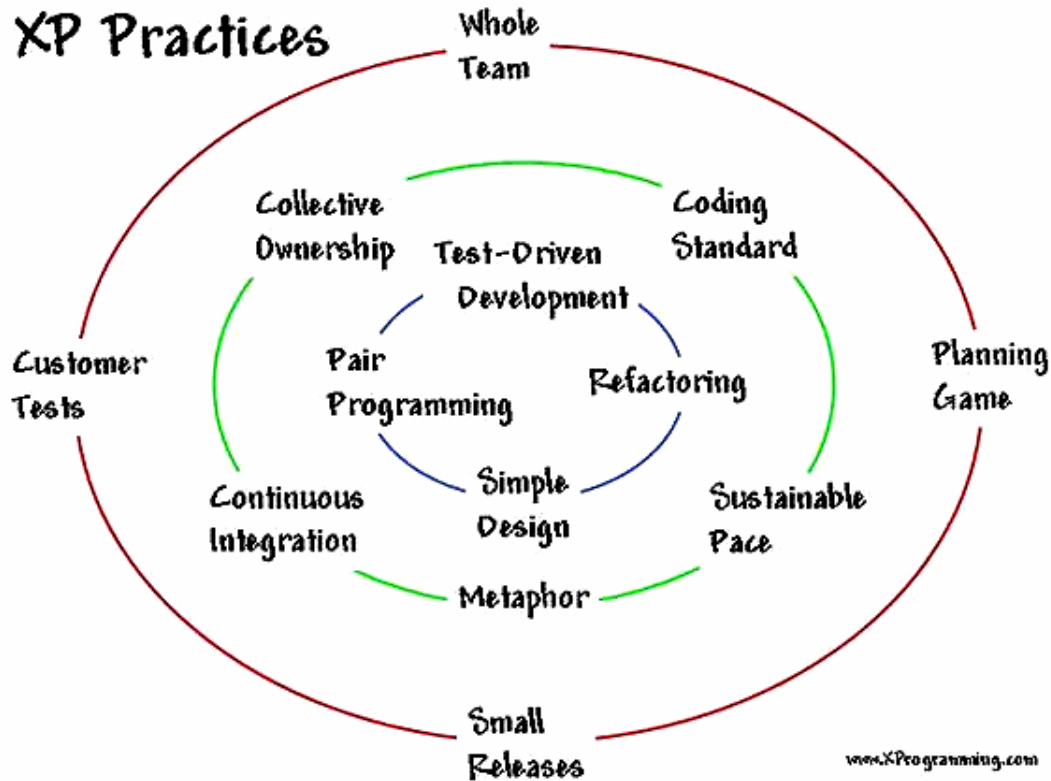 XP Practices
Whole
Team
Collective
Ownership
Coding
Standard
Test-Driven
Development
Customer
Tests
Pair
Programming
Refactoring
Planning
Game
Continuous
Integration
Simple
Design
Sustainable
Pace
Metaphor
Small
Releases
www.XProgramming.com